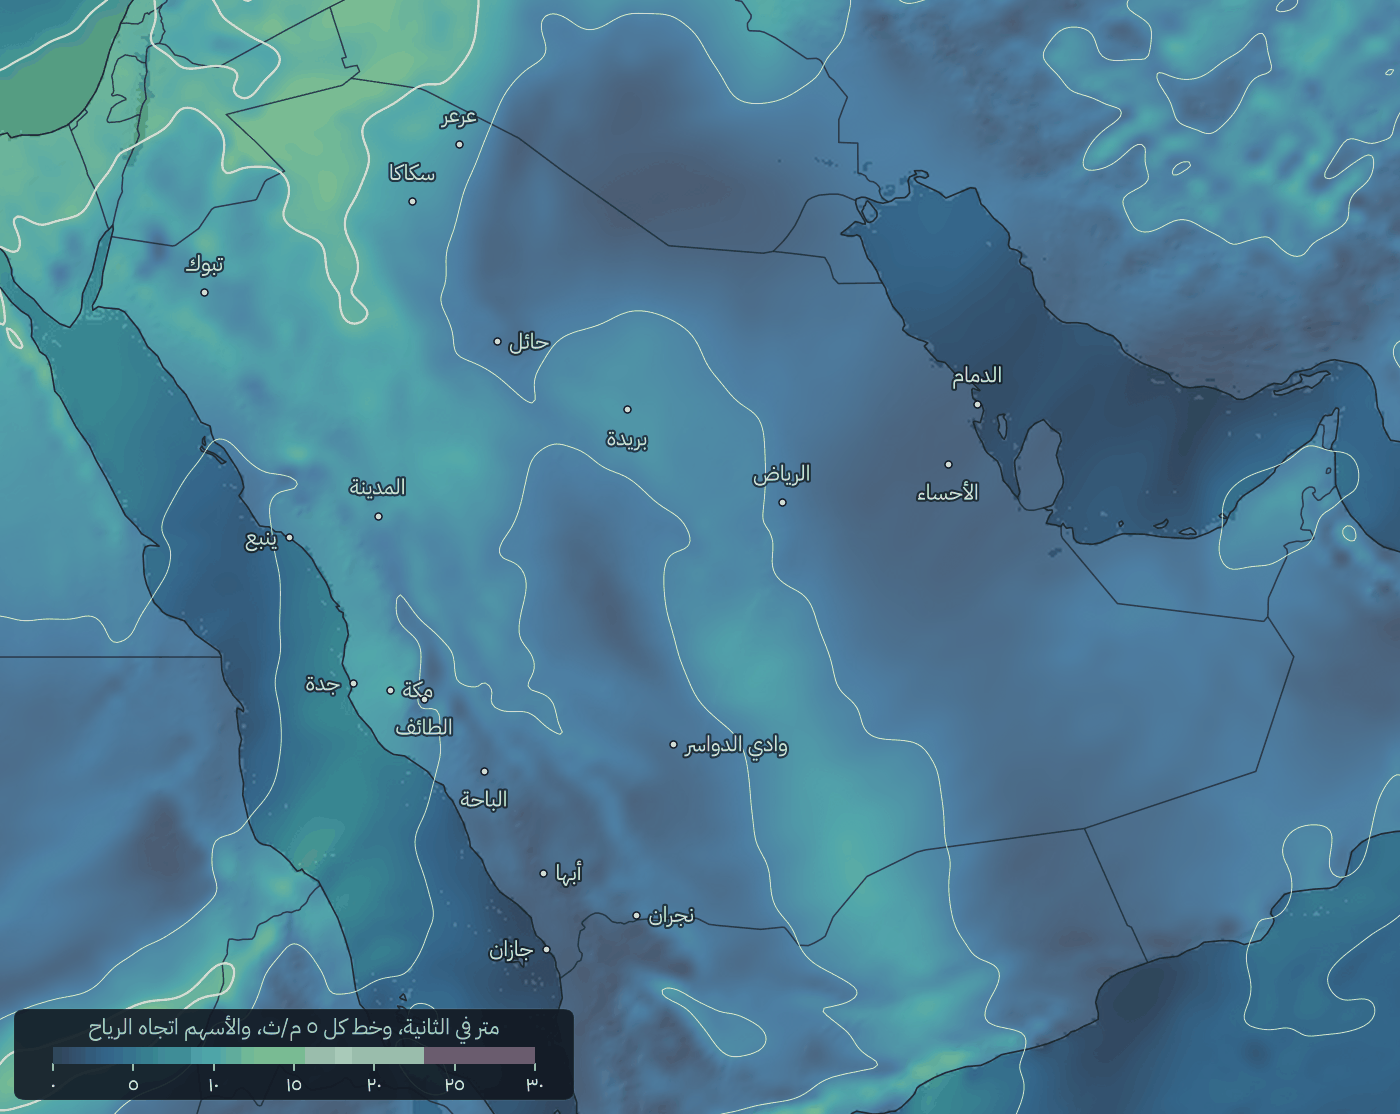 عرعر
سكاكا
تبوك
حائل
الدمام
بريدة
الرياض
المدينة
الأحساء
ينبع
جدة
مكة
الطائف
وادي الدواسر
الباحة
أبها
نجران
جازان
متر في الثانية، وخط كل ٥ م/ث، والأسهم اتجاه الرياح
٠ ٥ ١٠ ١٥ ٢٠ ٢٥ ٣٠